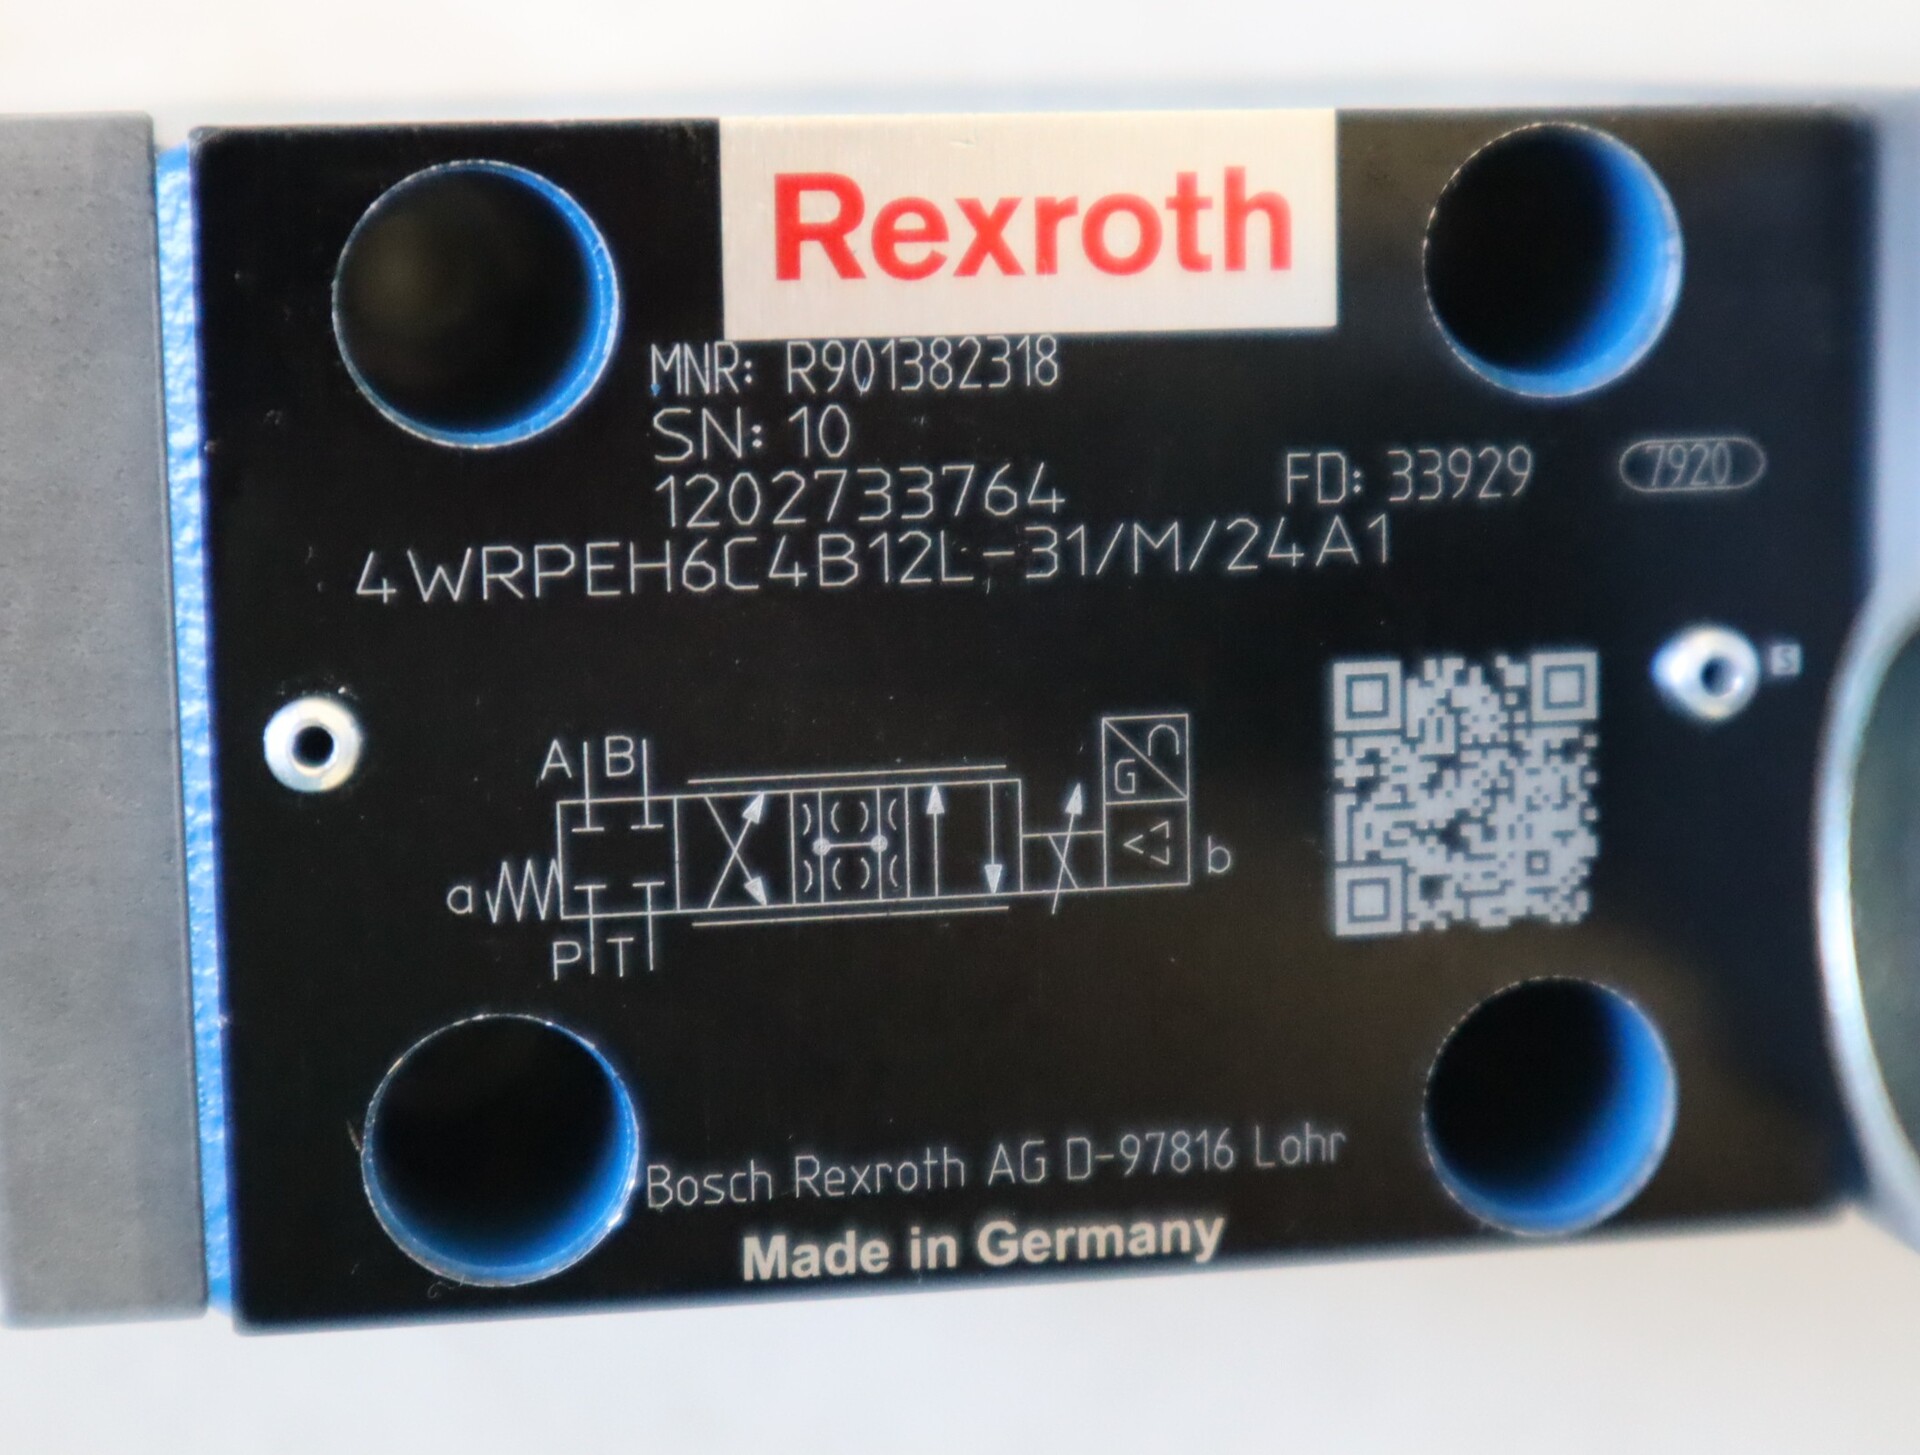 Rexroth
MNR: R901382318
SN: 10
1202733764 FD: 33929 7920
4WRPEH6C4B12L-31/M/24A1
A B
G
a b
P T
Bosch Rexroth AG D-97816 Lohr
Made in Germany